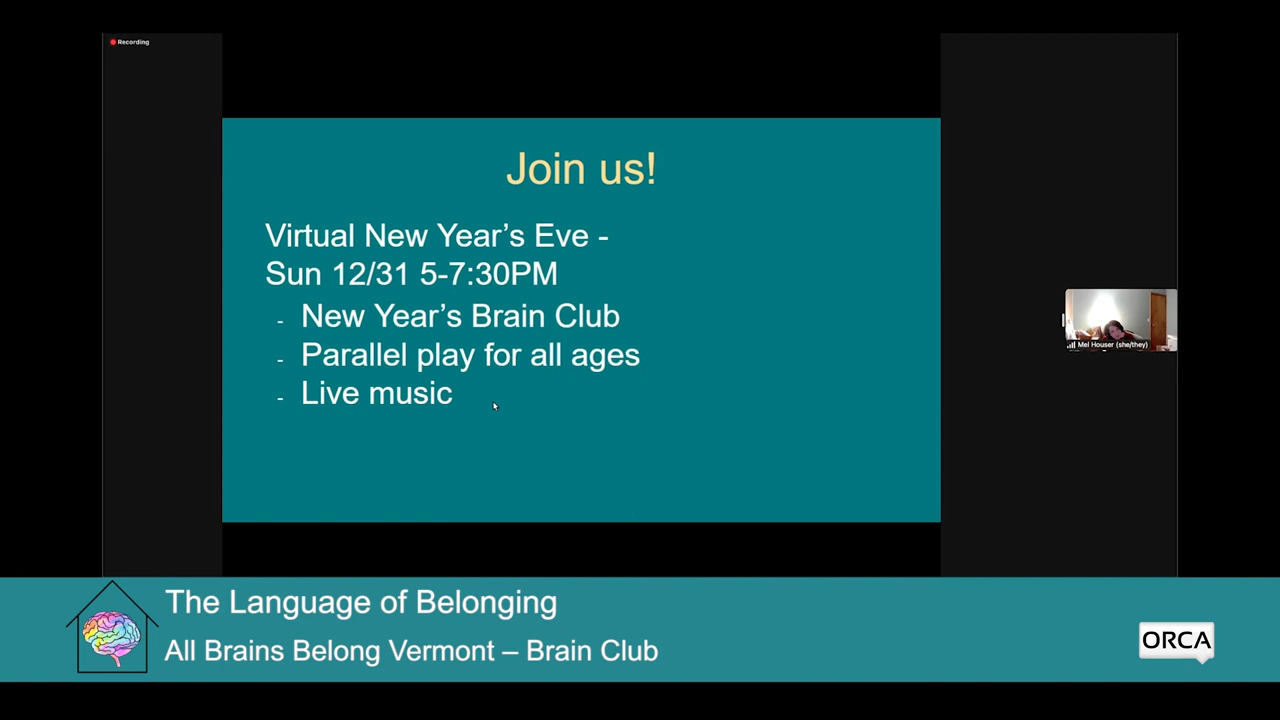 Recording
Join us!
Virtual New Year's Eve -
Sun 12/31 5-7:30PM
- New Year's Brain Club
- Parallel play for all ages
- Live music
Mel Houser (she/they)
The Language of Belonging
All Brains Belong Vermont – Brain Club
ORCA